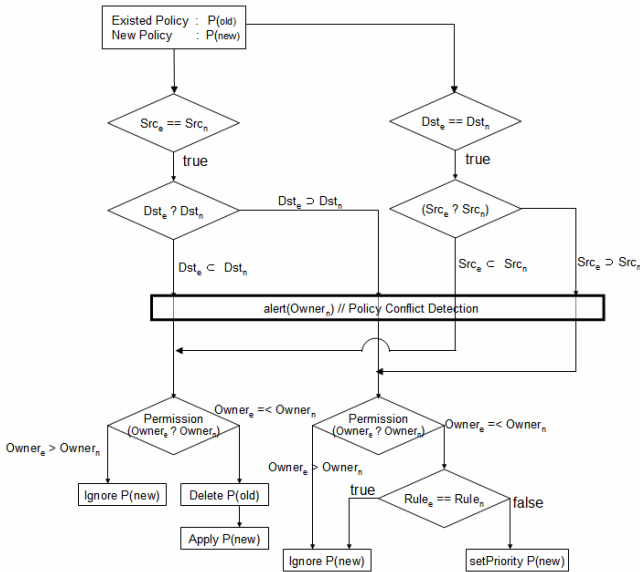 Existed Policy : P(old)
New Policy : P(new)
Srcₑ == Srcₙ
Dstₑ == Dstₙ
true
true
Dstₑ ? Dstₙ
Dstₑ ⊃ Dstₙ
(Srcₑ ? Srcₙ)
Dstₑ ⊂ Dstₙ
Srcₑ ⊂ Srcₙ
Srcₑ ⊃ Srcₙ
alert(Ownerₙ) // Policy Conflict Detection
Permission
(Ownerₑ ? Ownerₙ)
Ownerₑ =< Ownerₙ
Ownerₑ > Ownerₙ
Permission
(Ownerₑ ? Ownerₙ)
Ownerₑ =< Ownerₙ
Ownerₑ > Ownerₙ
Ignore P(new)
Delete P(old)
Apply P(new)
true
Ruleₑ == Ruleₙ
false
Ignore P(new)
setPriority P(new)